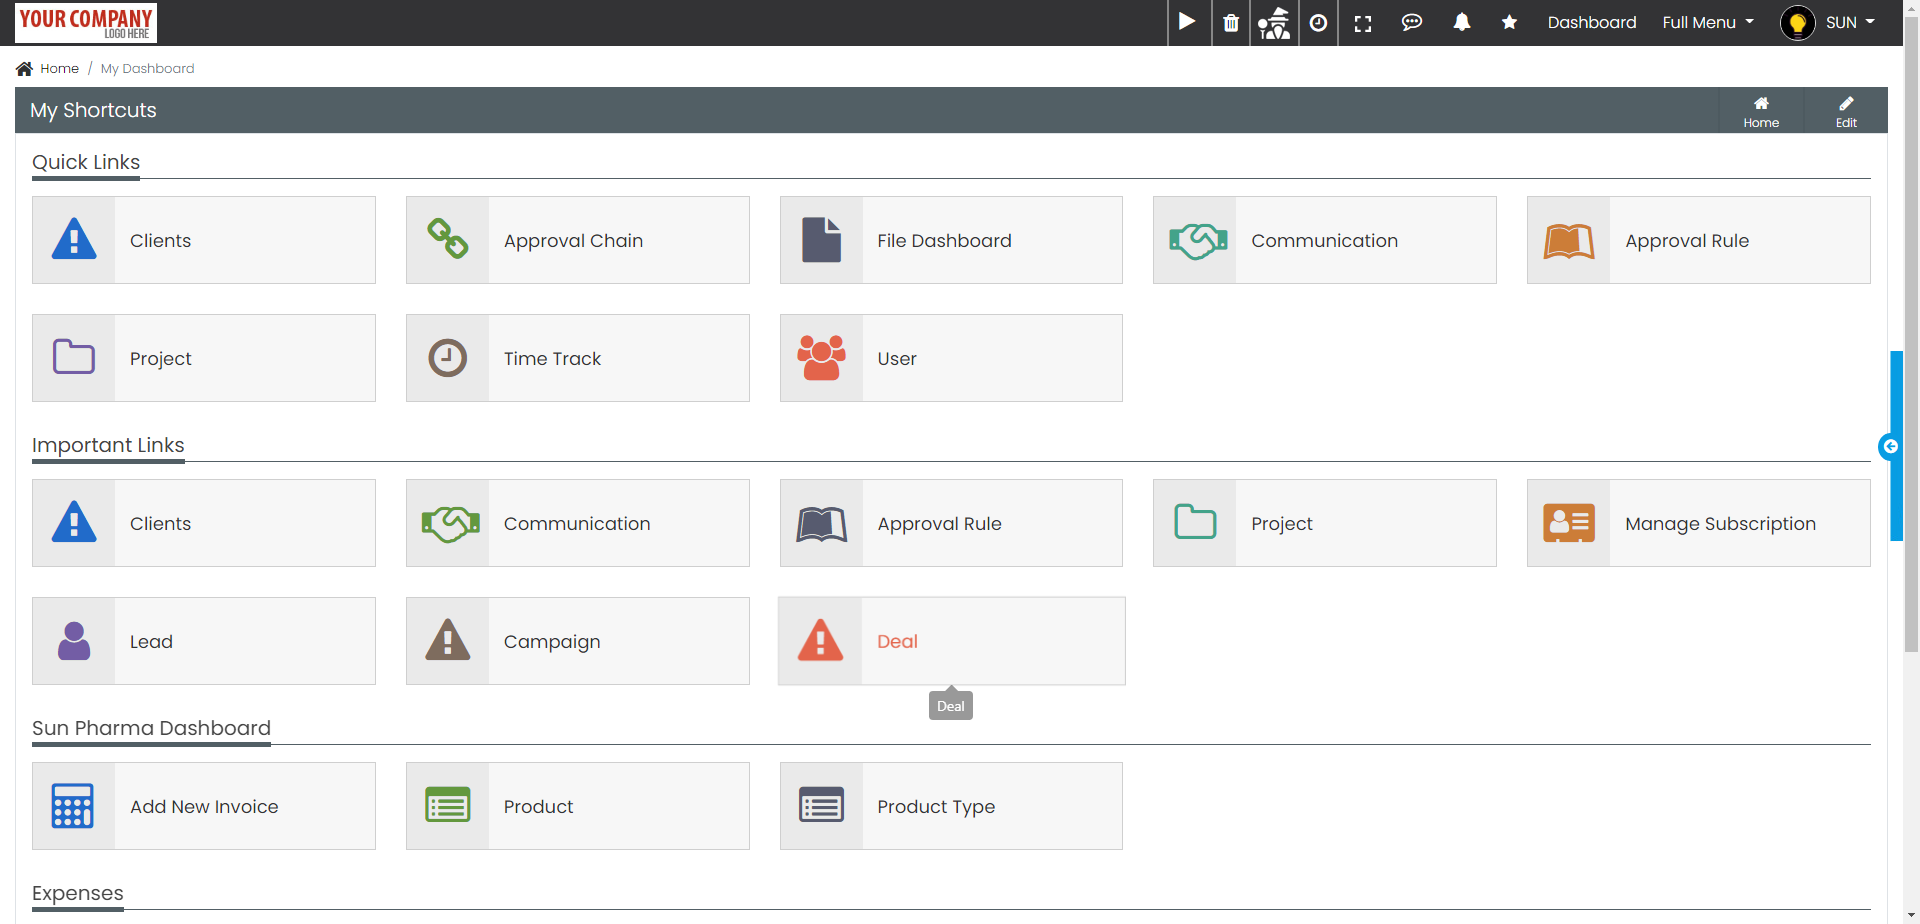 YOUR COMPANY
LOGO HERE
Dashboard Full Menu SUN
Home / My Dashboard
My Shortcuts
Home Edit
Quick Links
Clients Approval Chain File Dashboard Communication Approval Rule
Project Time Track User
Important Links
Clients Communication Approval Rule Project Manage Subscription
Lead Campaign Deal
Deal
Sun Pharma Dashboard
Add New Invoice Product Product Type
Expenses